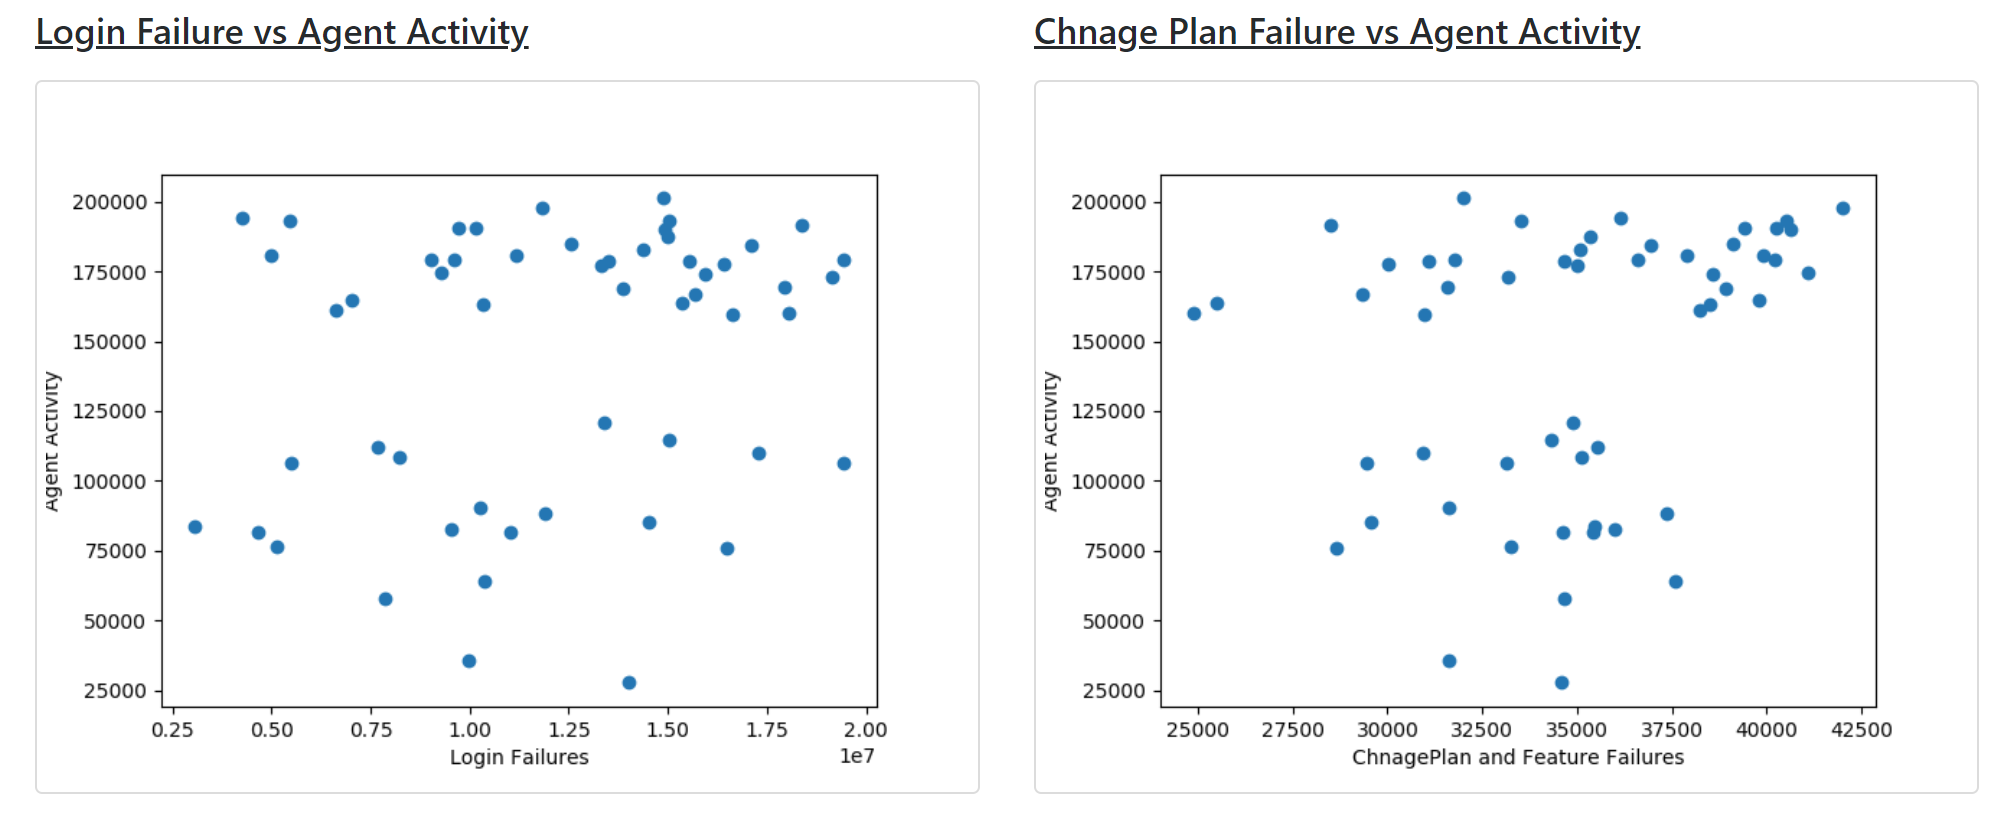 Login Failure vs Agent Activity
200000
175000
150000
125000
100000
75000
50000
25000
Agent Activity
0.25 0.50 0.75 1.00 1.25 1.50 1.75 2.00
1e7
Login Failures
Chnage Plan Failure vs Agent Activity
200000
175000
150000
125000
100000
75000
50000
25000
Agent Activity
25000 27500 30000 32500 35000 37500 40000 42500
ChnagePlan and Feature Failures